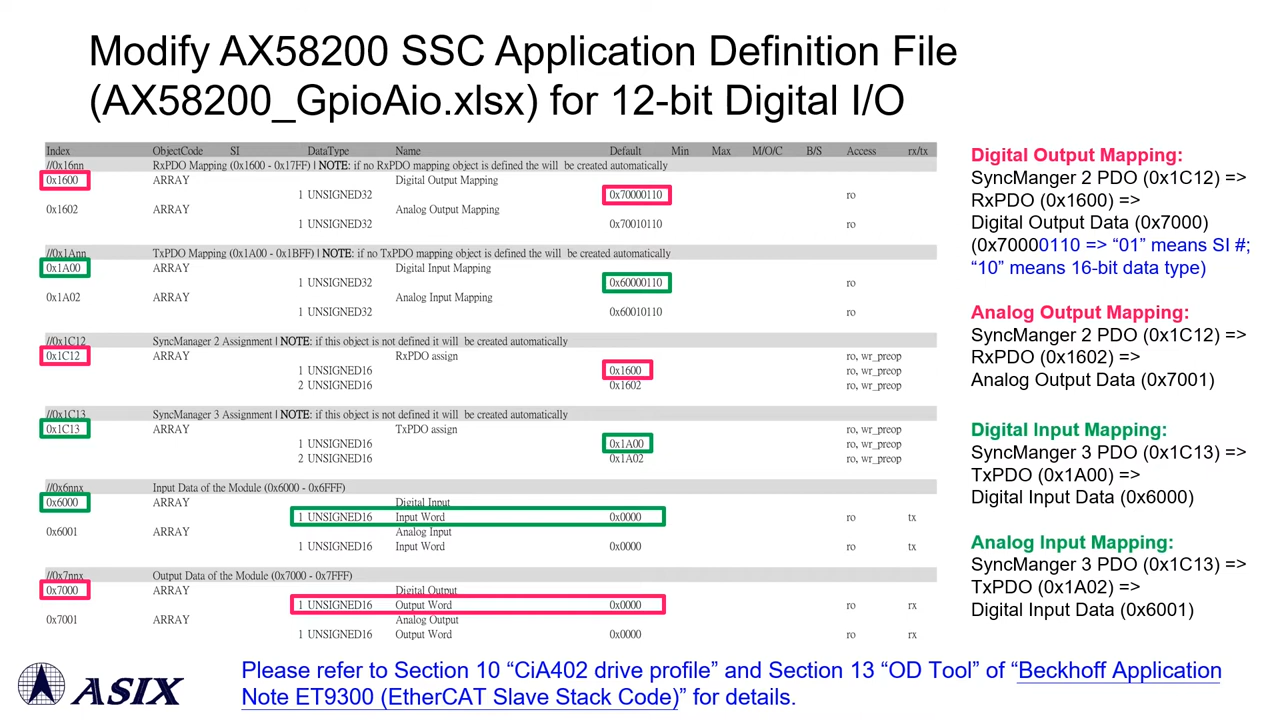 Modify AX58200 SSC Application Definition File
(AX58200_GpioAio.xlsx) for 12-bit Digital I/O
Index ObjectCode SI DataType Name Default Min Max M/O/C B/S Access rx/tx
//0x16nn RxPDO Mapping (0x1600 - 0x17FF) | NOTE: if no RxPDO mapping object is defined the will be created automatically
0x1600 ARRAY Digital Output Mapping
1 UNSIGNED32 0x70000110 ro
0x1602 ARRAY Analog Output Mapping
1 UNSIGNED32 0x70010110 ro
//0x1Ann TxPDO Mapping (0x1A00 - 0x1BFF) | NOTE: if no TxPDO mapping object is defined the will be created automatically
0x1A00 ARRAY Digital Input Mapping
1 UNSIGNED32 0x60000110 ro
0x1A02 ARRAY Analog Input Mapping
1 UNSIGNED32 0x60010110 ro
//0x1C12 SyncManager 2 Assignment | NOTE: if this object is not defined it will be created automatically
0x1C12 ARRAY RxPDO assign ro, wr_preop
1 UNSIGNED16 0x1600 ro, wr_preop
2 UNSIGNED16 0x1602 ro, wr_preop
//0x1C13 SyncManager 3 Assignment | NOTE: if this object is not defined it will be created automatically
0x1C13 ARRAY TxPDO assign ro, wr_preop
1 UNSIGNED16 0x1A00 ro, wr_preop
2 UNSIGNED16 0x1A02 ro, wr_preop
//0x6nnx Input Data of the Module (0x6000 - 0x6FFF)
0x6000 ARRAY Digital Input
1 UNSIGNED16 Input Word 0x0000 ro tx
0x6001 ARRAY Analog Input
1 UNSIGNED16 Input Word 0x0000 ro tx
//0x7nnx Output Data of the Module (0x7000 - 0x7FFF)
0x7000 ARRAY Digital Output
1 UNSIGNED16 Output Word 0x0000 ro rx
0x7001 ARRAY Analog Output
1 UNSIGNED16 Output Word 0x0000 ro rx
Digital Output Mapping:
SyncManger 2 PDO (0x1C12) =>
RxPDO (0x1600) =>
Digital Output Data (0x7000)
(0x70000110 => “01” means SI #;
“10” means 16-bit data type)
Analog Output Mapping:
SyncManger 2 PDO (0x1C12) =>
RxPDO (0x1602) =>
Analog Output Data (0x7001)
Digital Input Mapping:
SyncManger 3 PDO (0x1C13) =>
TxPDO (0x1A00) =>
Digital Input Data (0x6000)
Analog Input Mapping:
SyncManger 3 PDO (0x1C13) =>
TxPDO (0x1A02) =>
Digital Input Data (0x6001)
ASIX
Please refer to Section 10 “CiA402 drive profile” and Section 13 “OD Tool” of “Beckhoff Application
Note ET9300 (EtherCAT Slave Stack Code)” for details.